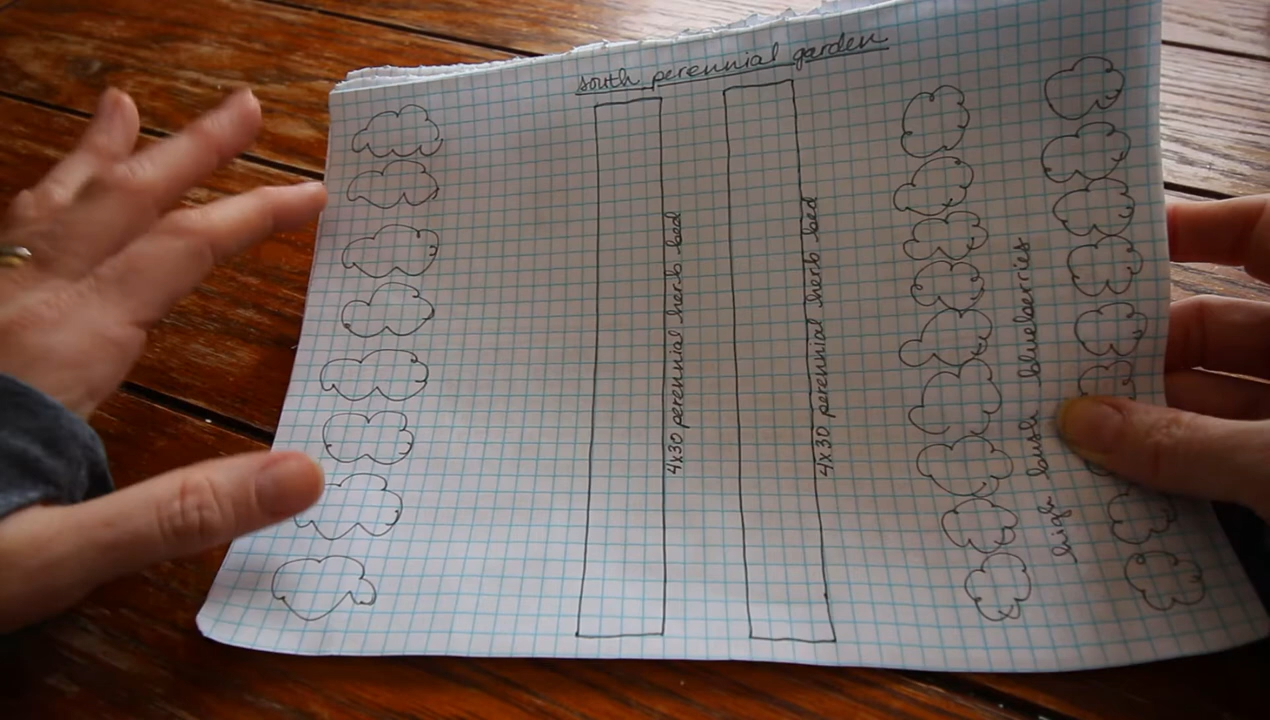 south perennial garden
4x30 perennial herb bed
4x30 perennial herb bed
high bush blueberries